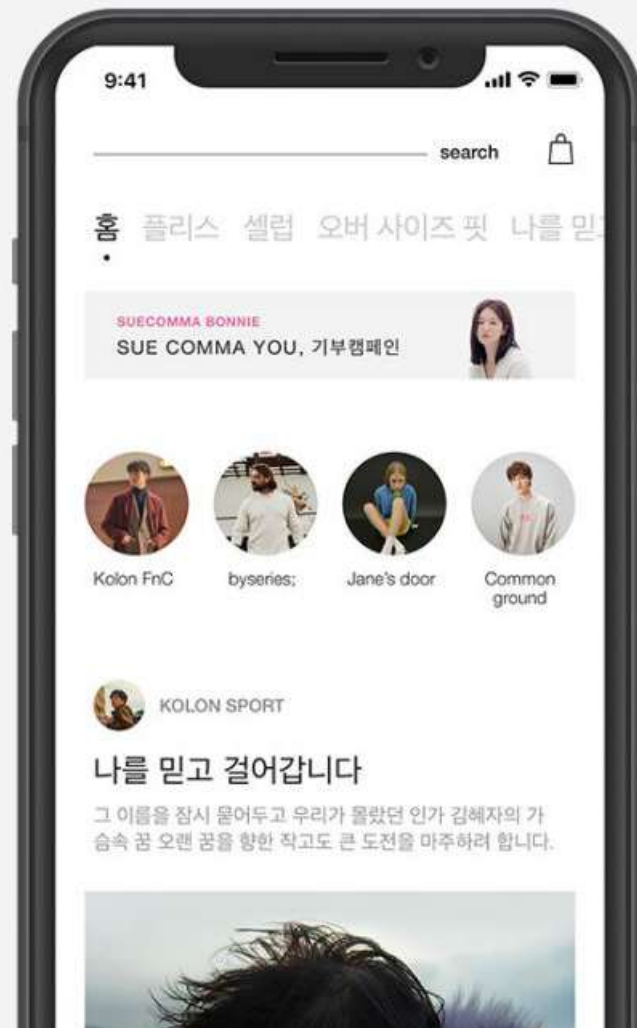 9:41
search
홈 플리스 셀럽 오버 사이즈 핏 나를 믿
SUECOMMA BONNIE
SUE COMMA YOU, 기부캠페인
Kolon FnC
byseries;
Jane's door
Common
ground
KOLON SPORT
나를 믿고 걸어갑니다
그 이름을 잠시 묻어두고 우리가 몰랐던 인가 김혜자의 가
슴속 꿈 오랜 꿈을 향한 작고도 큰 도전을 마주하려 합니다.